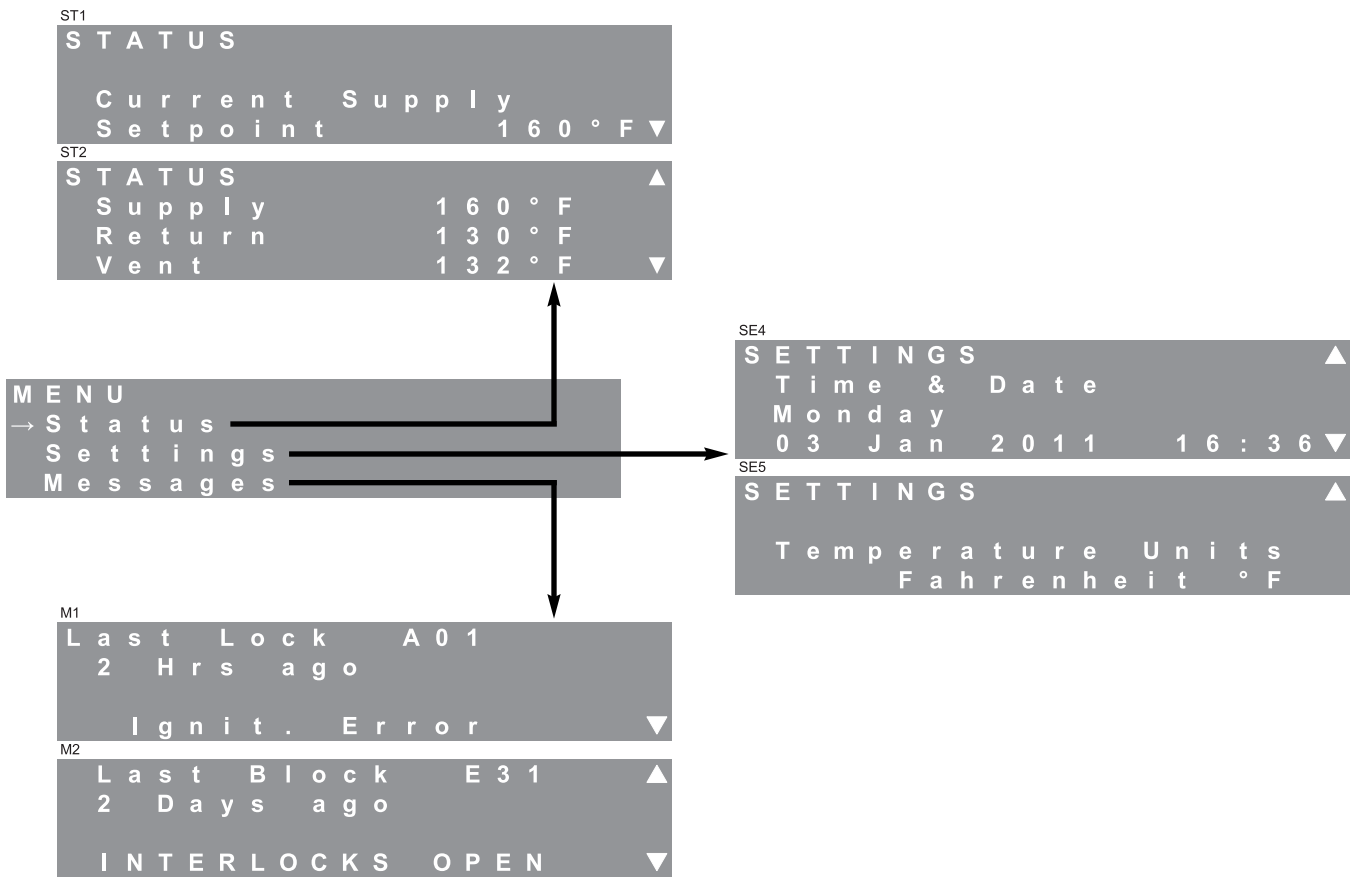 ST1
STATUS
Current Supply
Setpoint 160°F▼
ST2
STATUS ▲
Supply 160°F
Return 130°F
Vent 132°F ▼
MENU
→Status
Settings
Messages
SE4
SETTINGS ▲
Time & Date
Monday
03 Jan 2011 16:36▼
SE5
SETTINGS ▲
Temperature Units
Fahrenheit °F
M1
Last Lock A01
2 Hrs ago
Ignit. Error ▼
M2
Last Block E31 ▲
2 Days ago
INTERLOCKS OPEN ▼